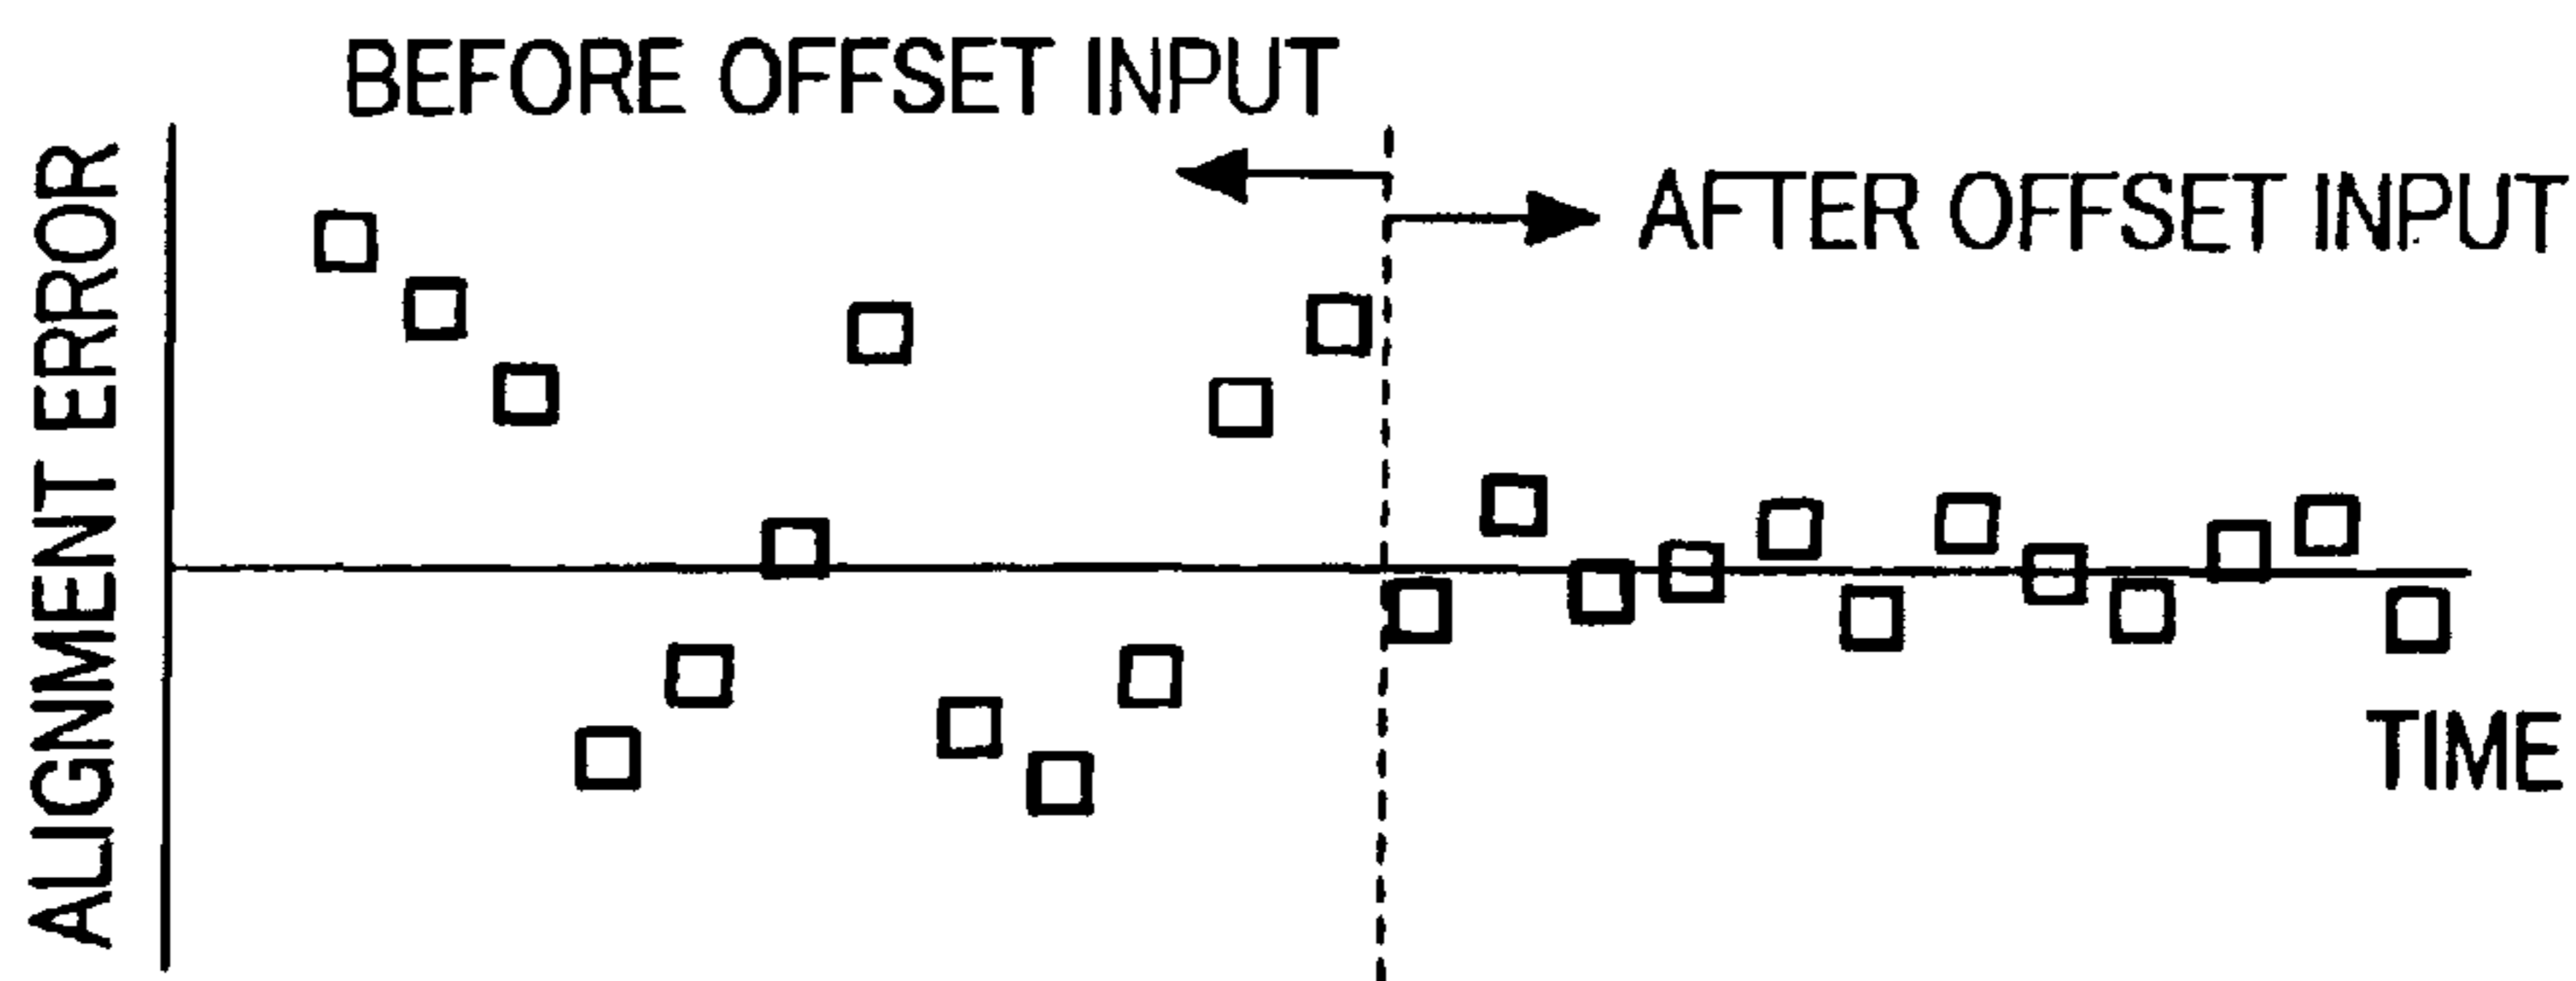 BEFORE OFFSET INPUT
AFTER OFFSET INPUT
ALIGNMENT ERROR
TIME